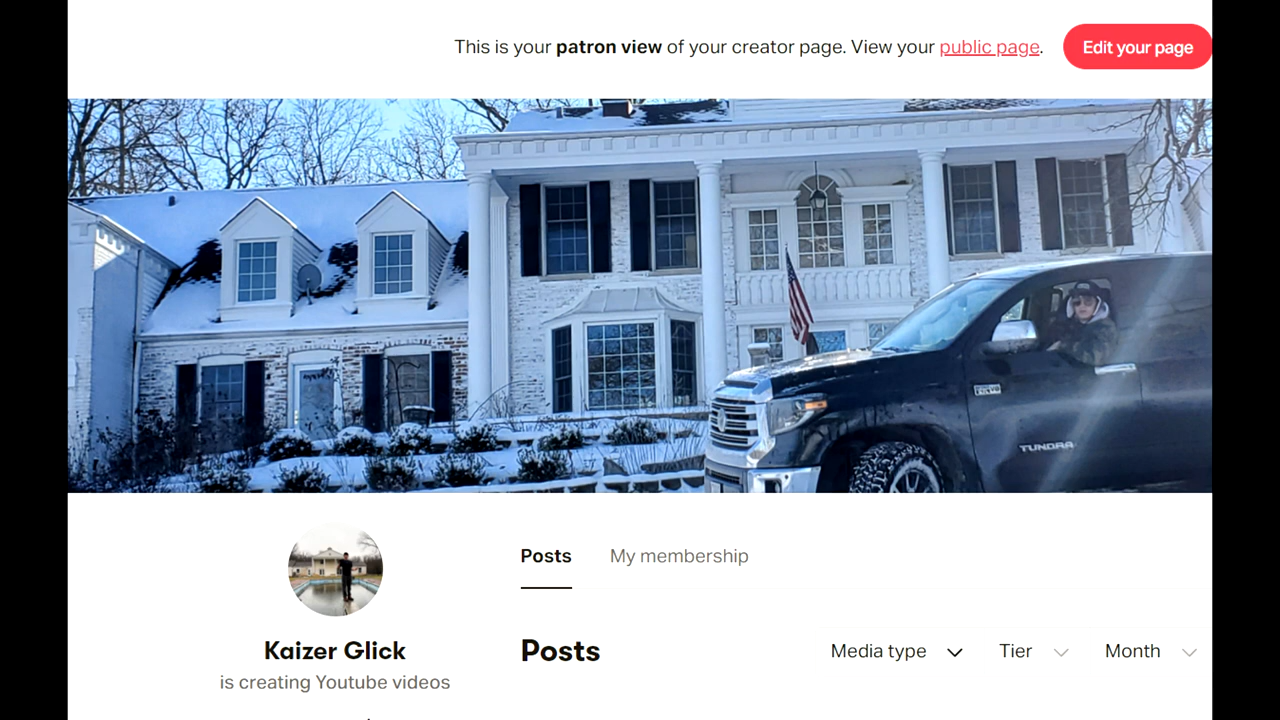 This is your patron view of your creator page. View your public page.
Edit your page
TUNDRA
Posts
My membership
Kaizer Glick
is creating Youtube videos
Posts
Media type
Tier
Month